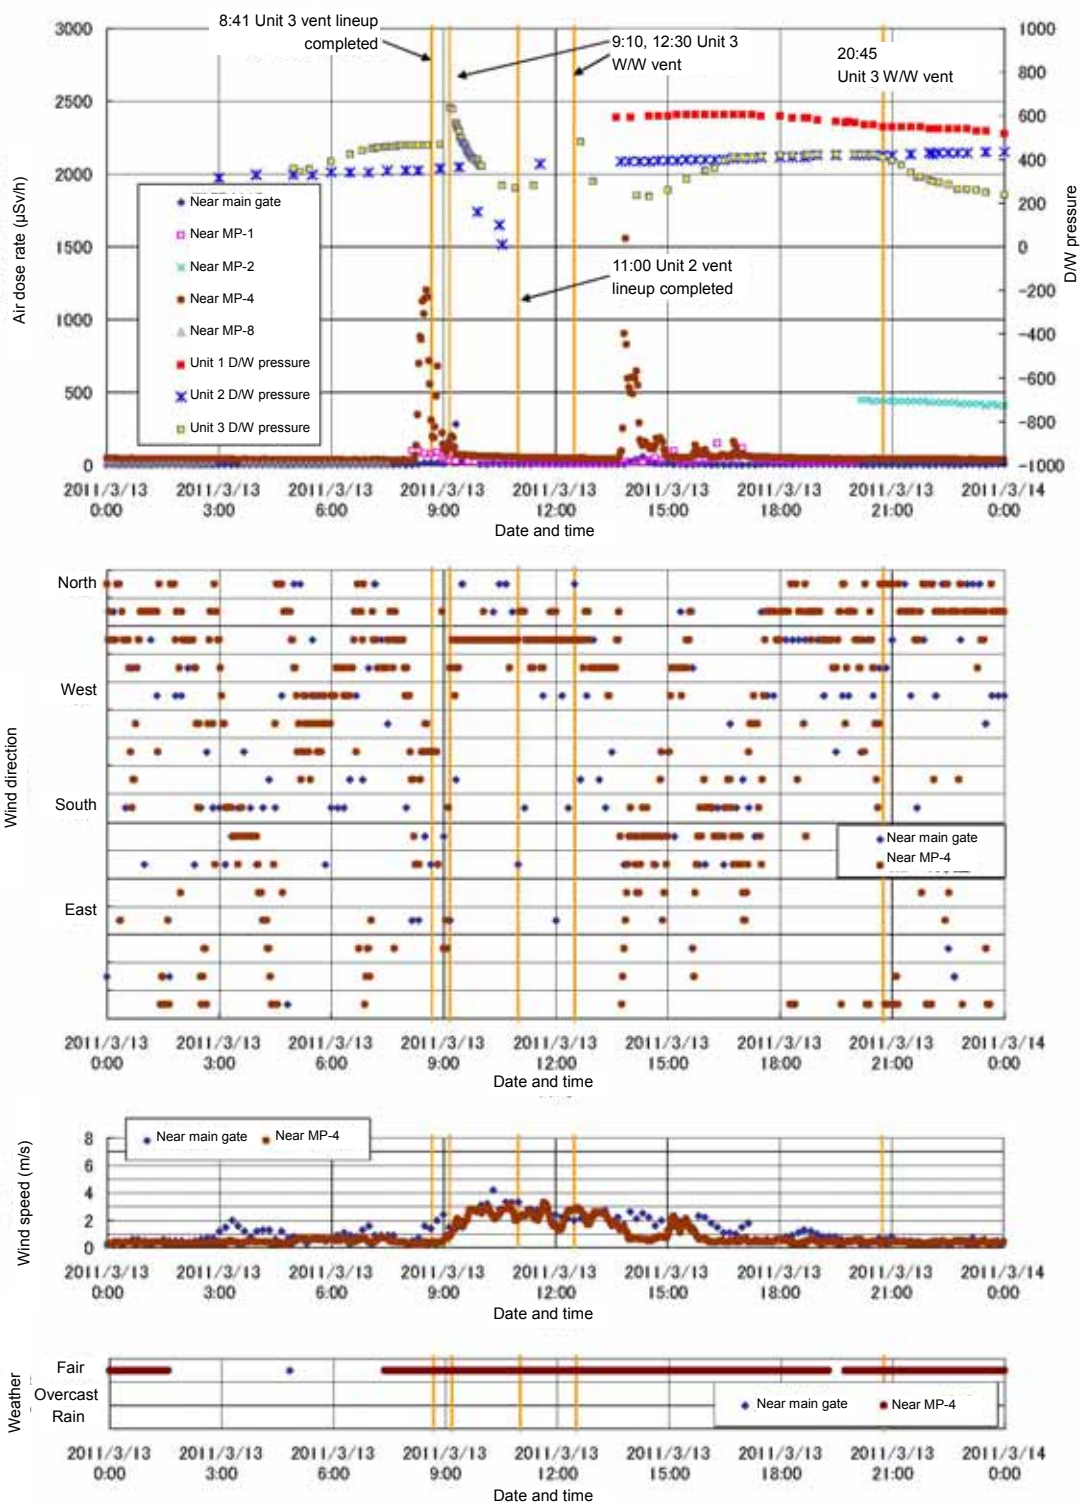 8:41 Unit 3 vent lineup
completed
9:10, 12:30 Unit 3
W/W vent
20:45
Unit 3 W/W vent
11:00 Unit 2 vent
lineup completed
Air dose rate (μSv/h)
3000
2500
2000
1500
1000
500
0
D/W pressure
1000
800
600
400
200
0
-200
-400
-600
-800
-1000
Near main gate
Near MP-1
Near MP-2
Near MP-4
Near MP-8
Unit 1 D/W pressure
Unit 2 D/W pressure
Unit 3 D/W pressure
2011/3/13 2011/3/13 2011/3/13 2011/3/13 2011/3/13 2011/3/13 2011/3/13 2011/3/13 2011/3/14
0:00 3:00 6:00 9:00 12:00 15:00 18:00 21:00 0:00
Date and time
Wind direction
North
West
South
East
Near main gate
Near MP-4
2011/3/13 2011/3/13 2011/3/13 2011/3/13 2011/3/13 2011/3/13 2011/3/13 2011/3/13 2011/3/14
0:00 3:00 6:00 9:00 12:00 15:00 18:00 21:00 0:00
Date and time
Near main gate Near MP-4
Wind speed (m/s)
8
6
4
2
0
2011/3/13 2011/3/13 2011/3/13 2011/3/13 2011/3/13 2011/3/13 2011/3/13 2011/3/13 2011/3/14
0:00 3:00 6:00 9:00 12:00 15:00 18:00 21:00 0:00
Date and time
Weather
Fair
Overcast
Rain
Near main gate Near MP-4
2011/3/13 2011/3/13 2011/3/13 2011/3/13 2011/3/13 2011/3/13 2011/3/13 2011/3/13 2011/3/14
0:00 3:00 6:00 9:00 12:00 15:00 18:00 21:00 0:00
Date and time